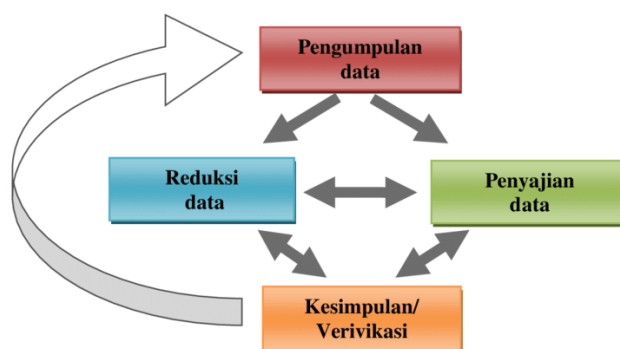 Pengumpulan
data
Reduksi
data
Penyajian
data
Kesimpulan/
Verivikasi